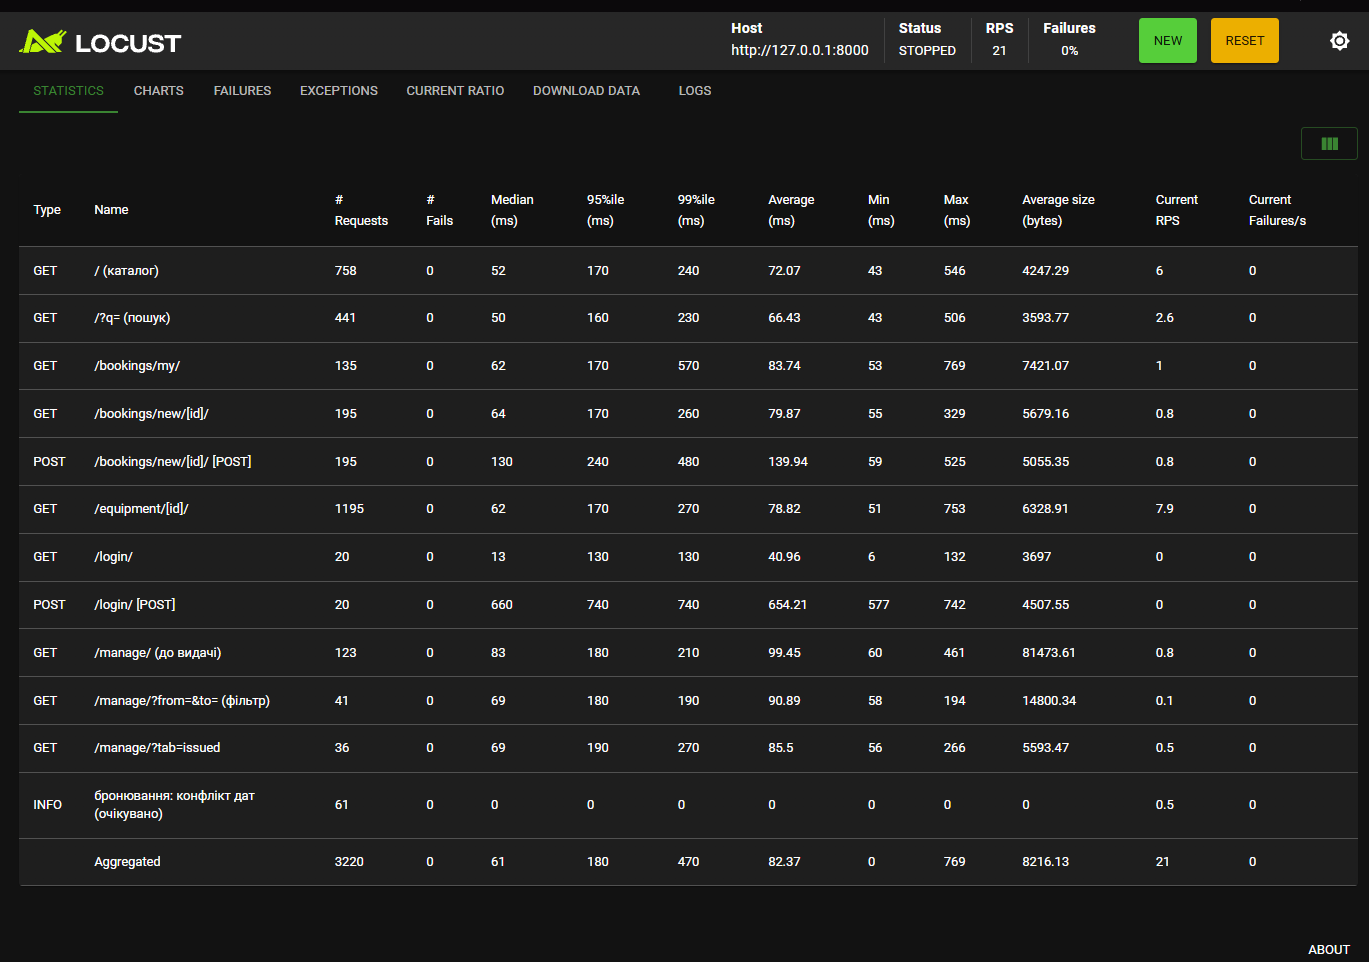 LOCUST
Host
http://127.0.0.1:8000
Status
STOPPED
RPS
21
Failures
0%
NEW
RESET
STATISTICS CHARTS FAILURES EXCEPTIONS CURRENT RATIO DOWNLOAD DATA LOGS
Type Name # Requests # Fails Median (ms) 95%ile (ms) 99%ile (ms) Average (ms) Min (ms) Max (ms) Average size (bytes) Current RPS Current Failures/s
GET / (каталог) 758 0 52 170 240 72.07 43 546 4247.29 6 0
GET /?q= (пошук) 441 0 50 160 230 66.43 43 506 3593.77 2.6 0
GET /bookings/my/ 135 0 62 170 570 83.74 53 769 7421.07 1 0
GET /bookings/new/[id]/ 195 0 64 170 260 79.87 55 329 5679.16 0.8 0
POST /bookings/new/[id]/ [POST] 195 0 130 240 480 139.94 59 525 5055.35 0.8 0
GET /equipment/[id]/ 1195 0 62 170 270 78.82 51 753 6328.91 7.9 0
GET /login/ 20 0 13 130 130 40.96 6 132 3697 0 0
POST /login/ [POST] 20 0 660 740 740 654.21 577 742 4507.55 0 0
GET /manage/ (до видачі) 123 0 83 180 210 99.45 60 461 81473.61 0.8 0
GET /manage/?from=&to= (фільтр) 41 0 69 180 190 90.89 58 194 14800.34 0.1 0
GET /manage/?tab=issued 36 0 69 190 270 85.5 56 266 5593.47 0.5 0
INFO бронювання: конфлікт дат (очікувано) 61 0 0 0 0 0 0 0 0 0.5 0
Aggregated 3220 0 61 180 470 82.37 0 769 8216.13 21 0
ABOUT